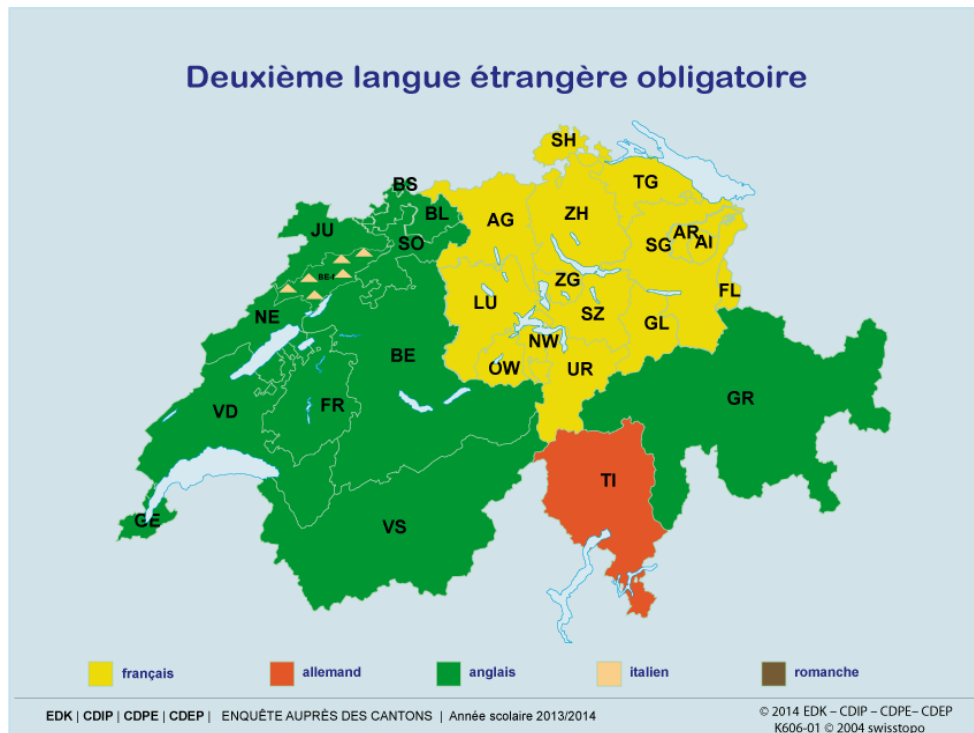 Deuxième langue étrangère obligatoire
SH
BS
TG
BL
AG
ZH
JU
SO
SG
AR
AI
BE-f
ZG
FL
LU
SZ
NE
GL
NW
BE
OW
UR
GR
VD
FR
TI
GE
VS
français
allemand
anglais
italien
romanche
EDK | CDIP | CDPE | CDEP | ENQUÊTE AUPRÈS DES CANTONS | Année scolaire 2013/2014
© 2014 EDK – CDIP – CDPE– CDEP
K606-01 © 2004 swisstopo